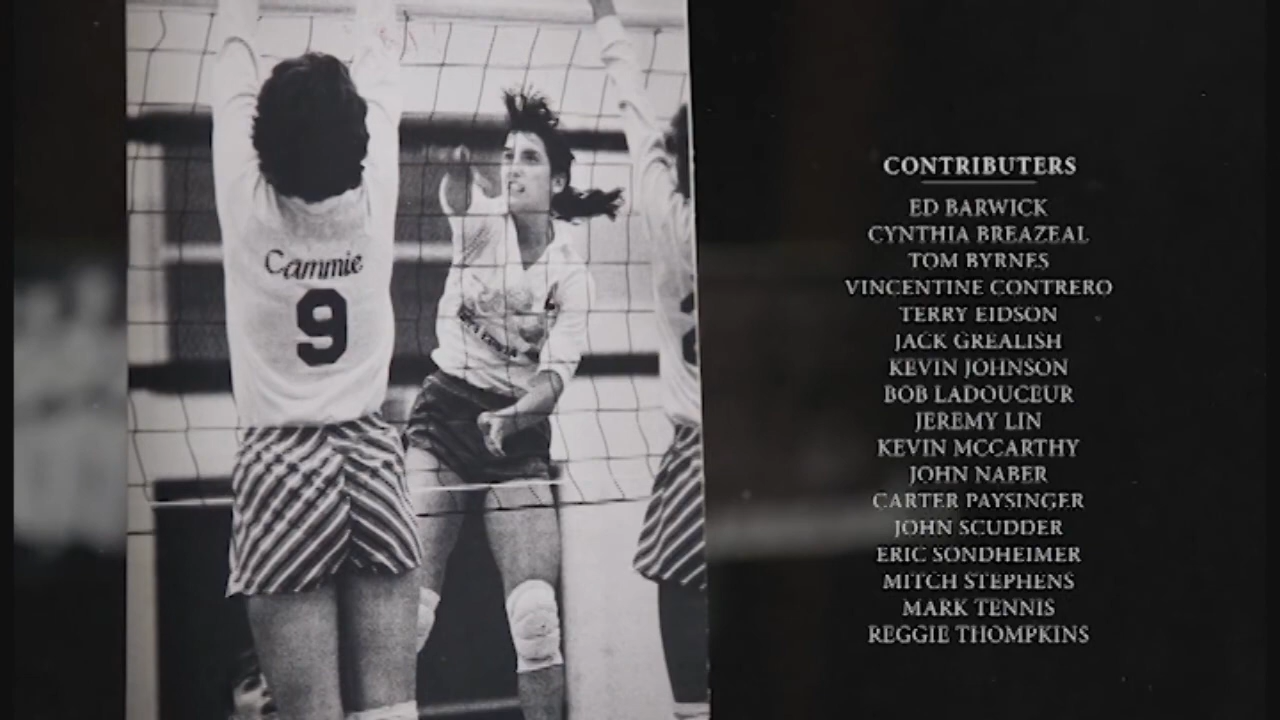 Cammie
9
CONTRIBUTERS
ED BARWICK
CYNTHIA BREAZEAL
TOM BYRNES
VINCENTINE CONTRERO
TERRY EIDSON
JACK GREALISH
KEVIN JOHNSON
BOB LADOUCEUR
JEREMY LIN
KEVIN MCCARTHY
JOHN NABER
CARTER PAYSINGER
JOHN SCUDDER
ERIC SONDHEIMER
MITCH STEPHENS
MARK TENNIS
REGGIE THOMPKINS